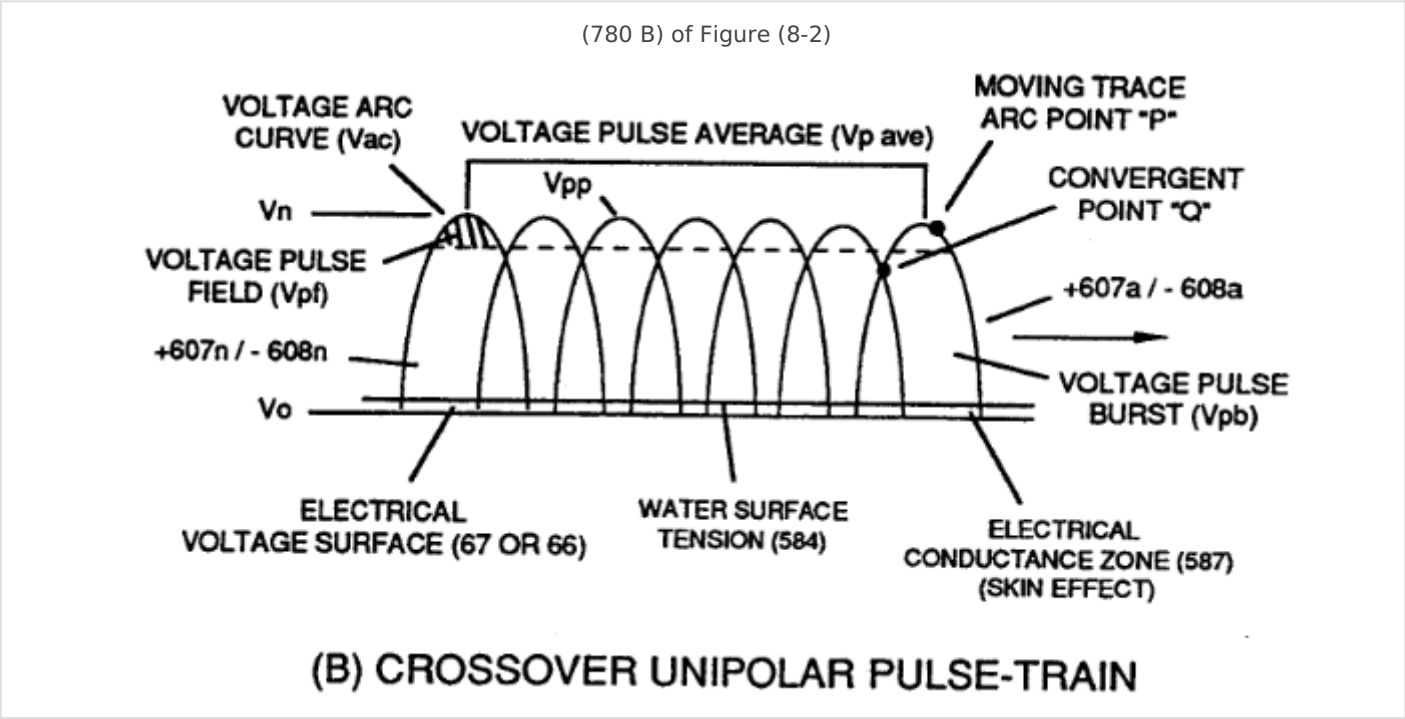 (780 B) of Figure (8-2)
VOLTAGE ARC
CURVE (Vac)
VOLTAGE PULSE AVERAGE (Vp ave)
MOVING TRACE
ARC POINT "P"
Vpp
CONVERGENT
POINT "Q"
Vn
VOLTAGE PULSE
FIELD (Vpf)
+607a / - 608a
+607n / - 608n
VOLTAGE PULSE
BURST (Vpb)
Vo
ELECTRICAL
VOLTAGE SURFACE (67 OR 66)
WATER SURFACE
TENSION (584)
ELECTRICAL
CONDUCTANCE ZONE (587)
(SKIN EFFECT)
(B) CROSSOVER UNIPOLAR PULSE-TRAIN